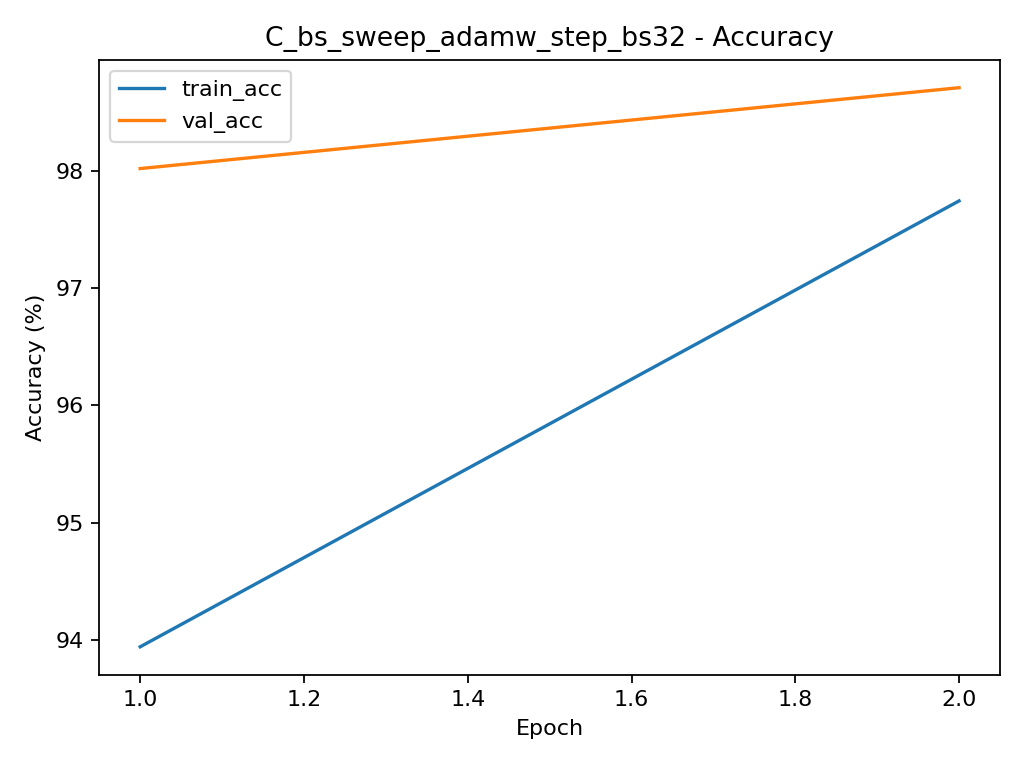 C_bs_sweep_adamw_step_bs32 - Accuracy
train_acc
val_acc
Accuracy (%)
98
97
96
95
94
1.0 1.2 1.4 1.6 1.8 2.0
Epoch